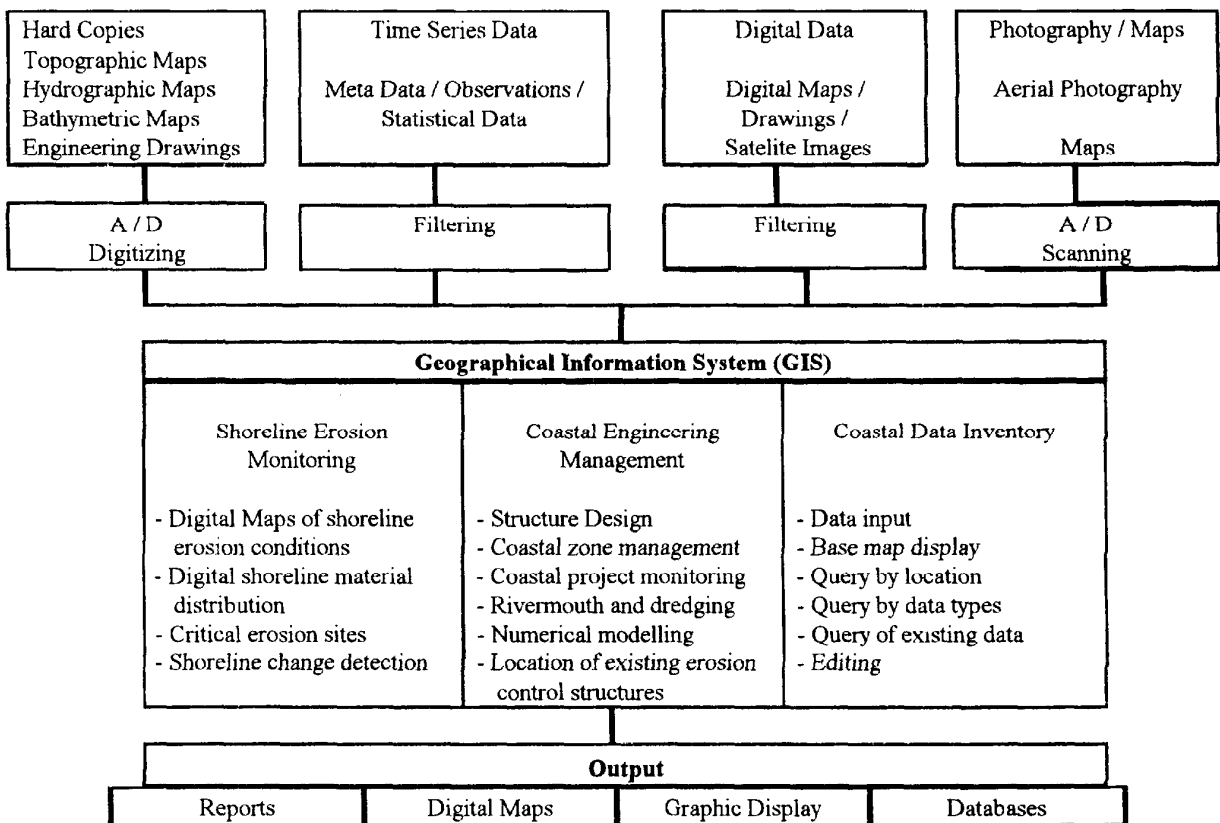 Hard Copies
Topographic Maps
Hydrographic Maps
Bathymetric Maps
Engineering Drawings
Time Series Data
Meta Data / Observations /
Statistical Data
Digital Data
Digital Maps /
Drawings /
Satelite Images
Photography / Maps
Aerial Photography
Maps
A / D
Digitizing
Filtering
Filtering
A / D
Scanning
Geographical Information System (GIS)
Shoreline Erosion
Monitoring
- Digital Maps of shoreline
erosion conditions
- Digital shoreline material
distribution
- Critical erosion sites
- Shoreline change detection
Coastal Engineering
Management
- Structure Design
- Coastal zone management
- Coastal project monitoring
- Rivermouth and dredging
- Numerical modelling
- Location of existing erosion
control structures
Coastal Data Inventory
- Data input
- Base map display
- Query by location
- Query by data types
- Query of existing data
- Editing
Output
Reports
Digital Maps
Graphic Display
Databases